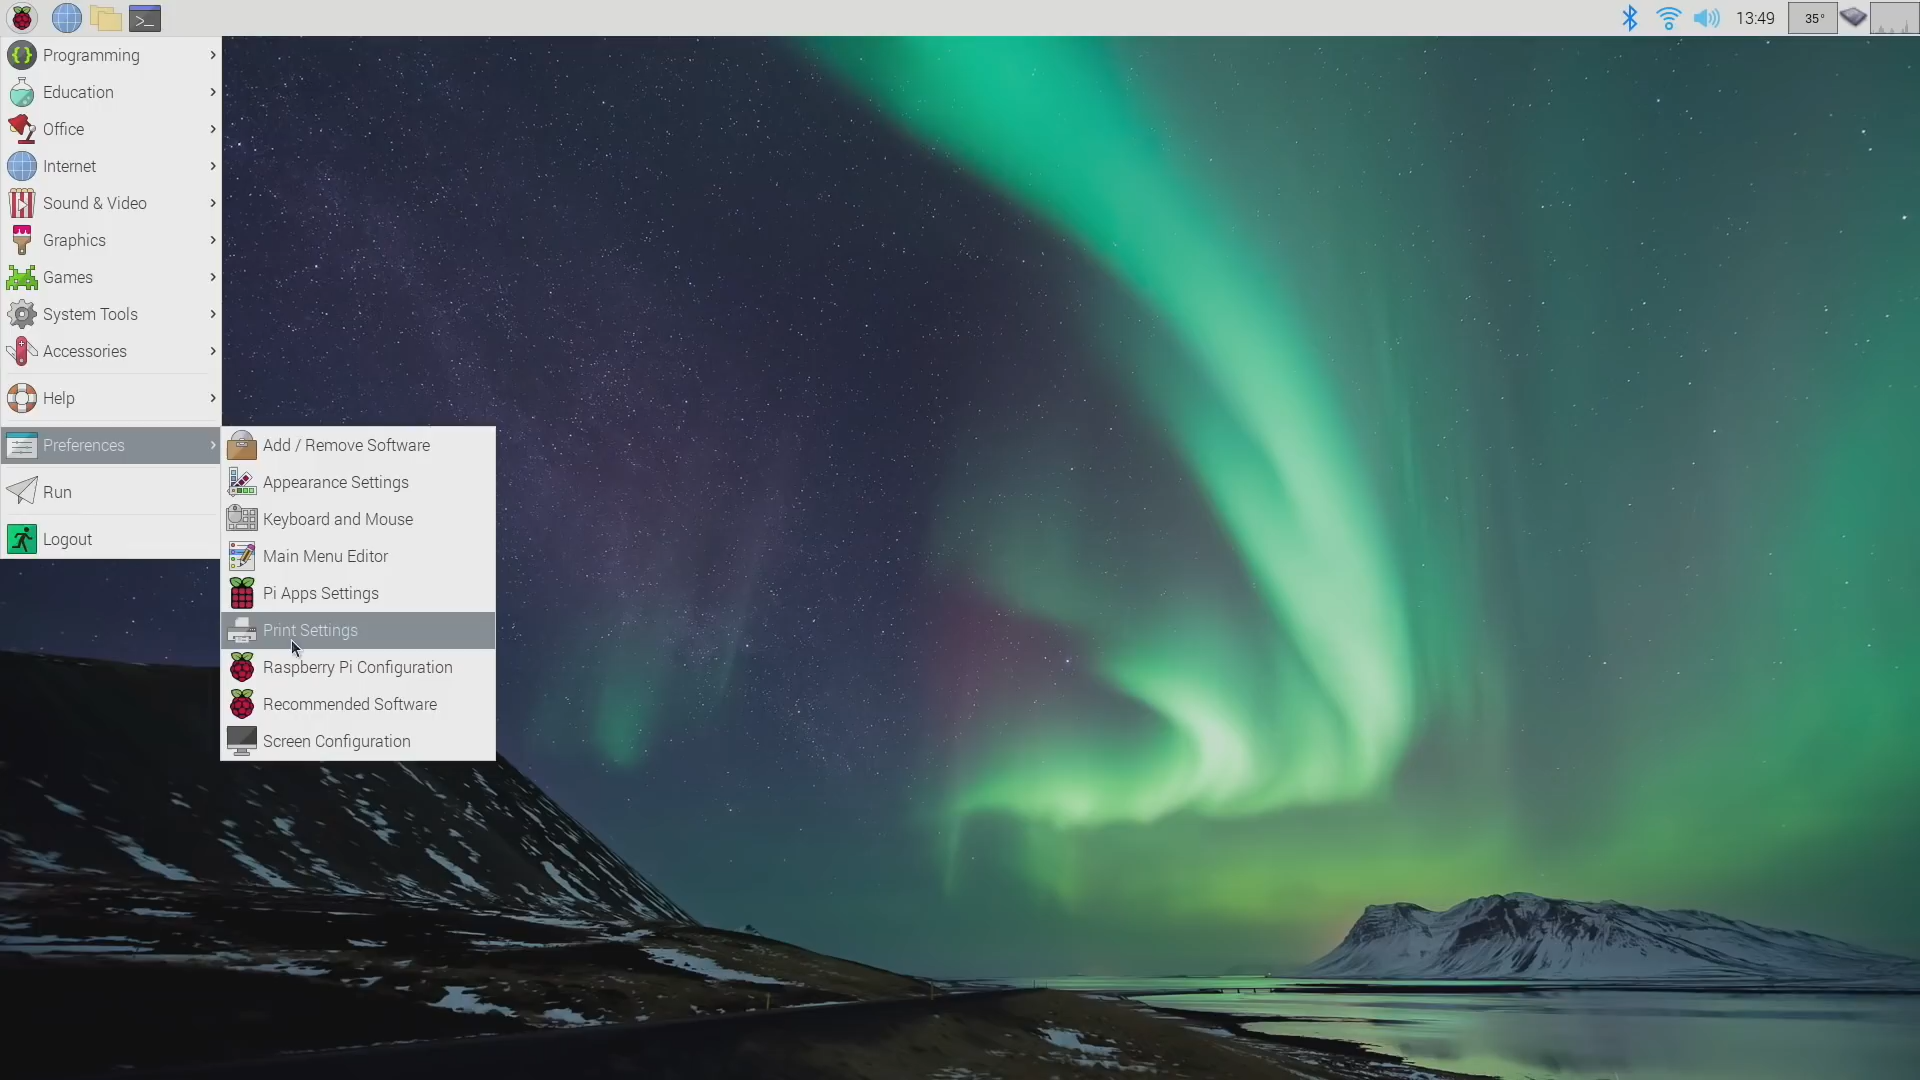 >_
13:49
35°
Programming
Education
Office
Internet
Sound & Video
Graphics
Games
System Tools
Accessories
Help
Preferences
Run
Logout
Add / Remove Software
Appearance Settings
Keyboard and Mouse
Main Menu Editor
Pi Apps Settings
Print Settings
Raspberry Pi Configuration
Recommended Software
Screen Configuration